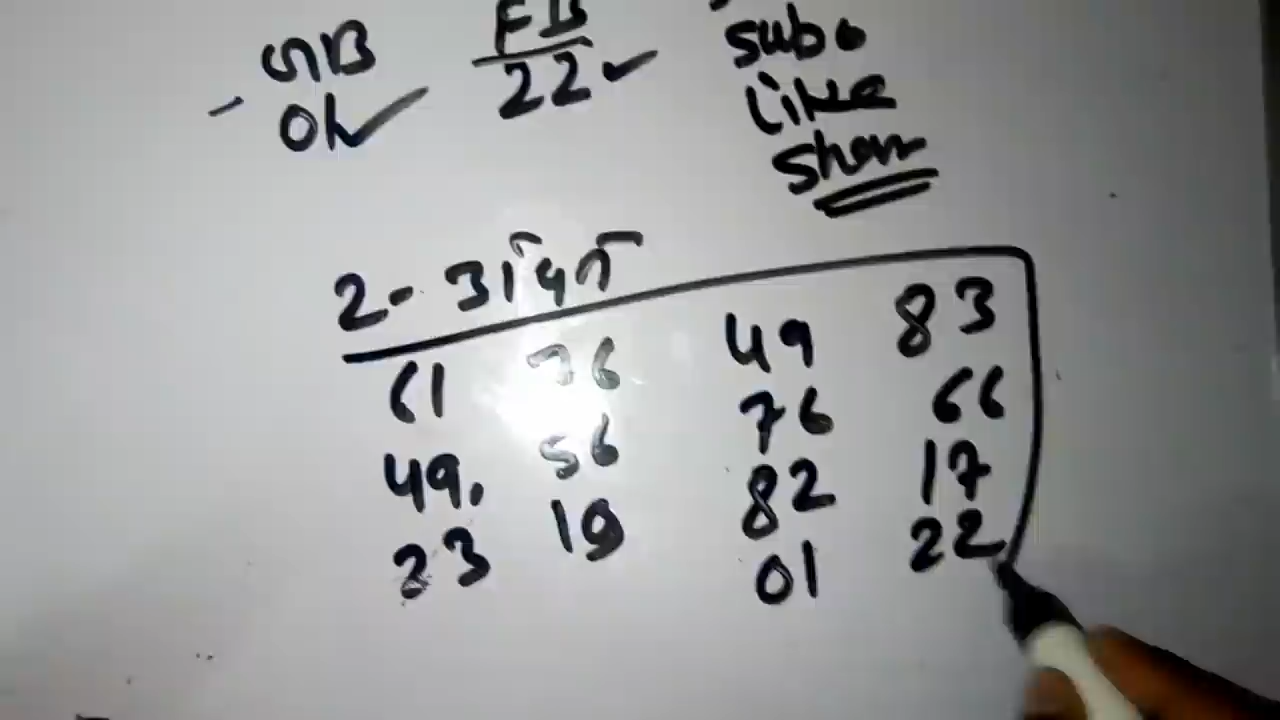 GB FB
01 22
subo
Like
Share
2-
61 76 49 83
49. 56 76 66
23 19 82 17
01 22